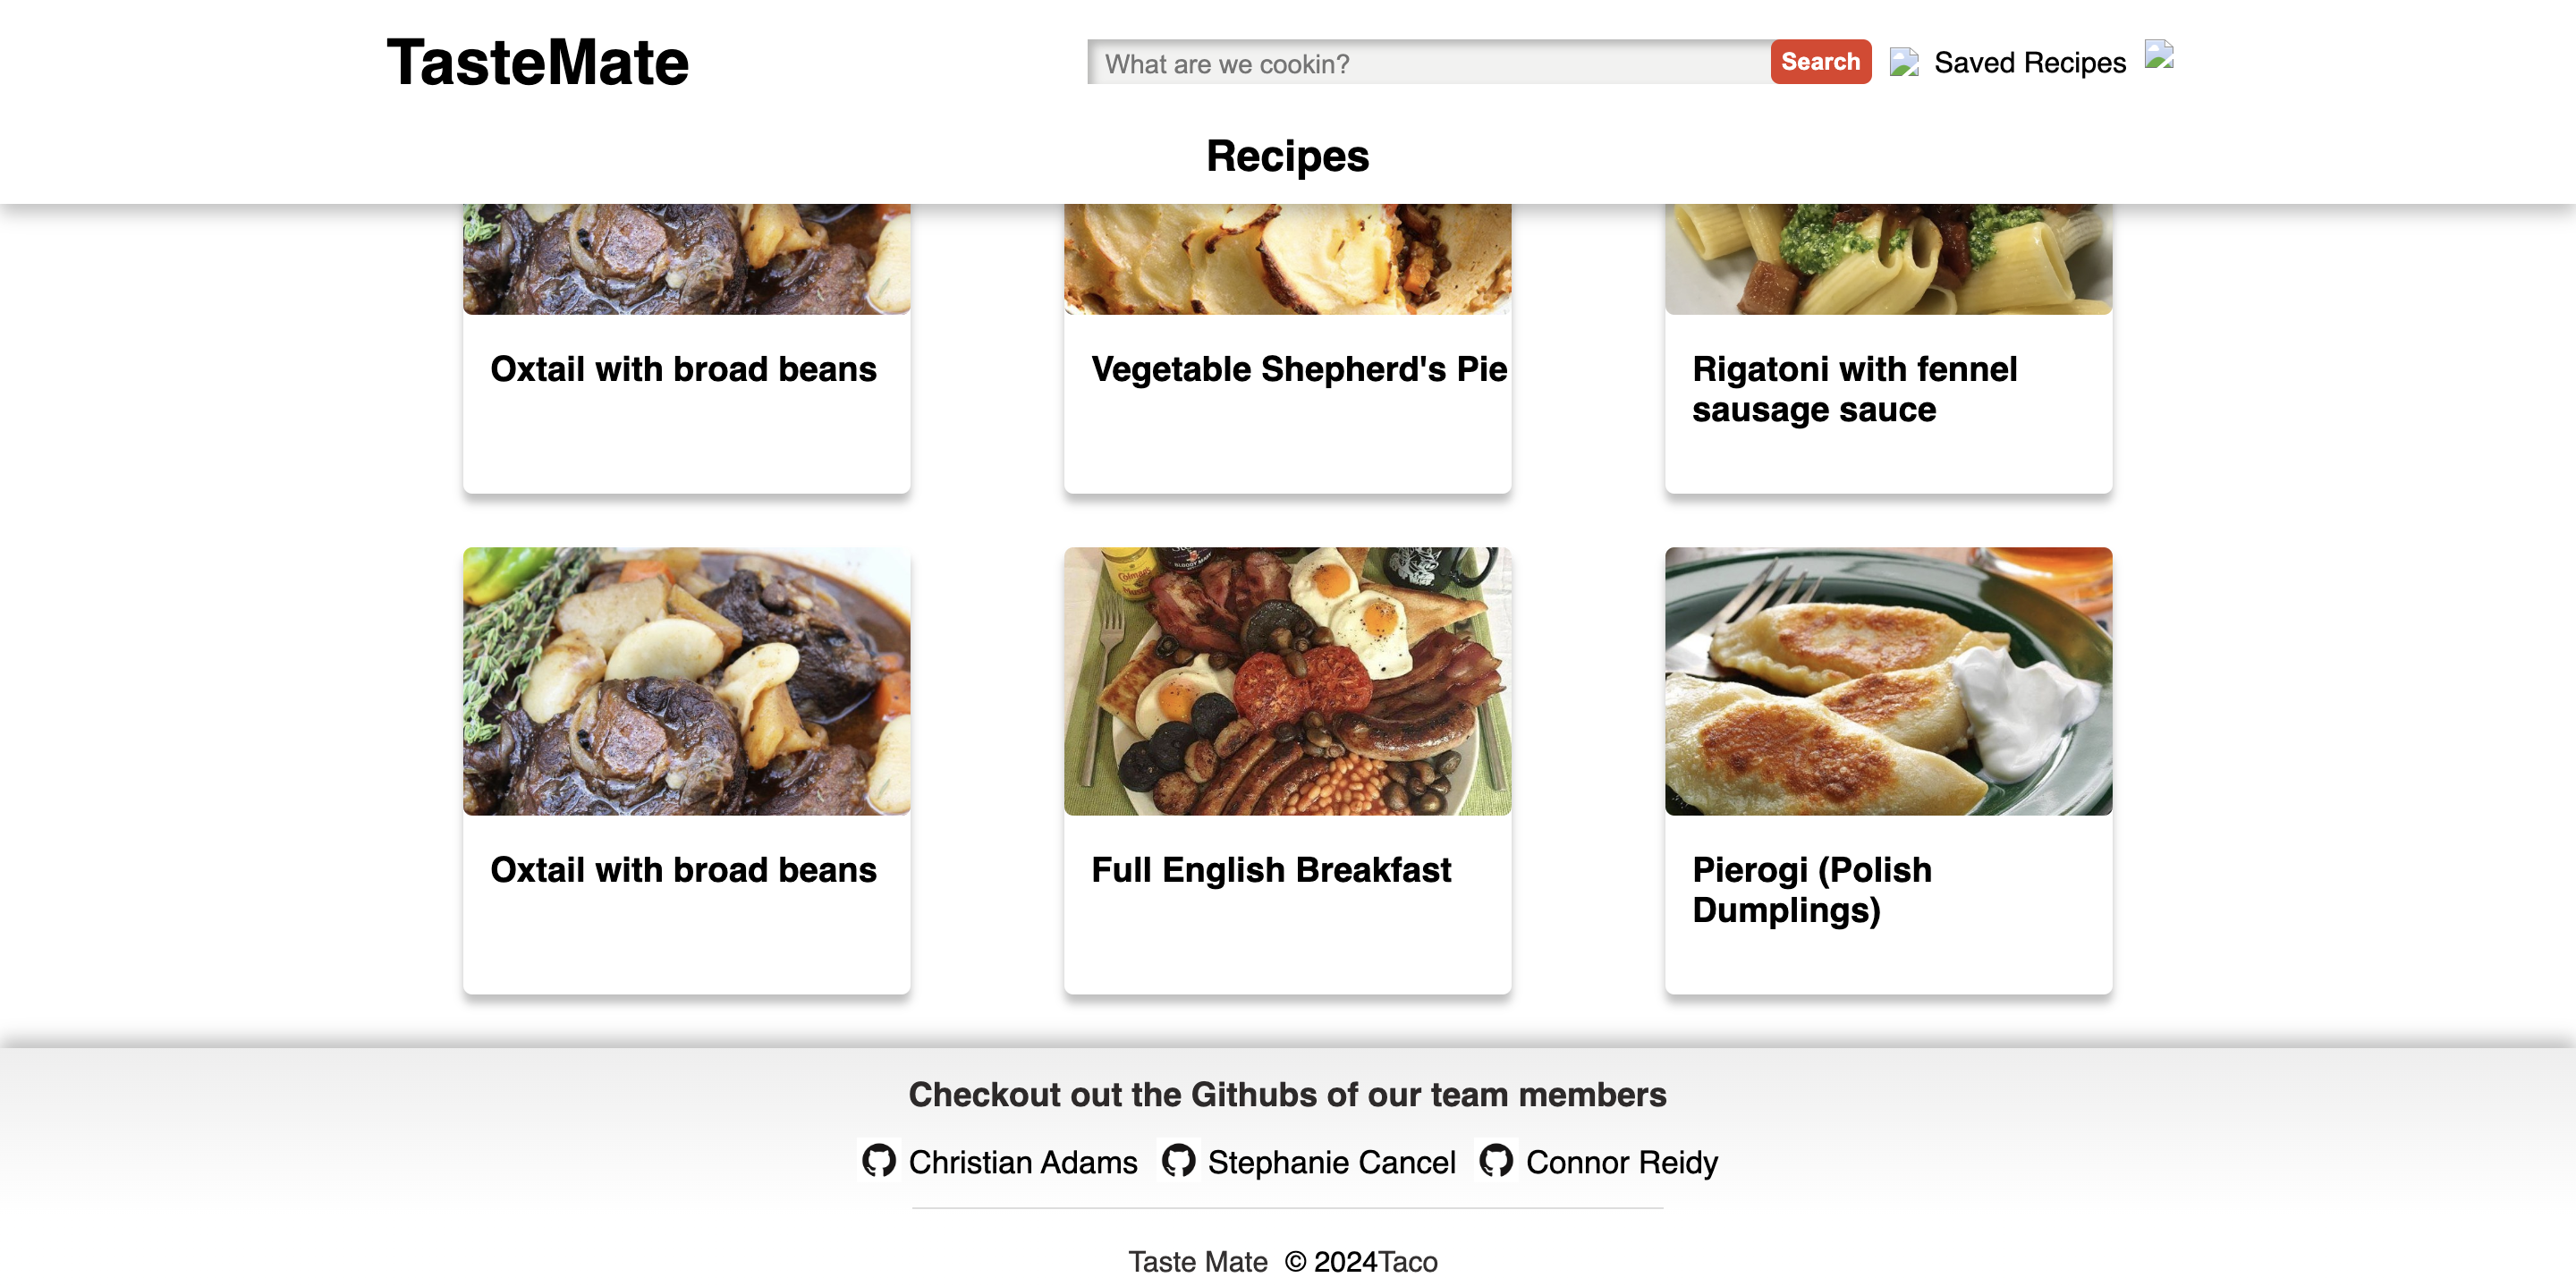 TasteMate
What are we cookin?
Search
Saved Recipes
Recipes
Oxtail with broad beans
Vegetable Shepherd's Pie
Rigatoni with fennel
sausage sauce
Colman's
Oxtail with broad beans
Full English Breakfast
Pierogi (Polish
Dumplings)
Checkout out the Githubs of our team members
Christian Adams
Stephanie Cancel
Connor Reidy
Taste Mate © 2024Taco